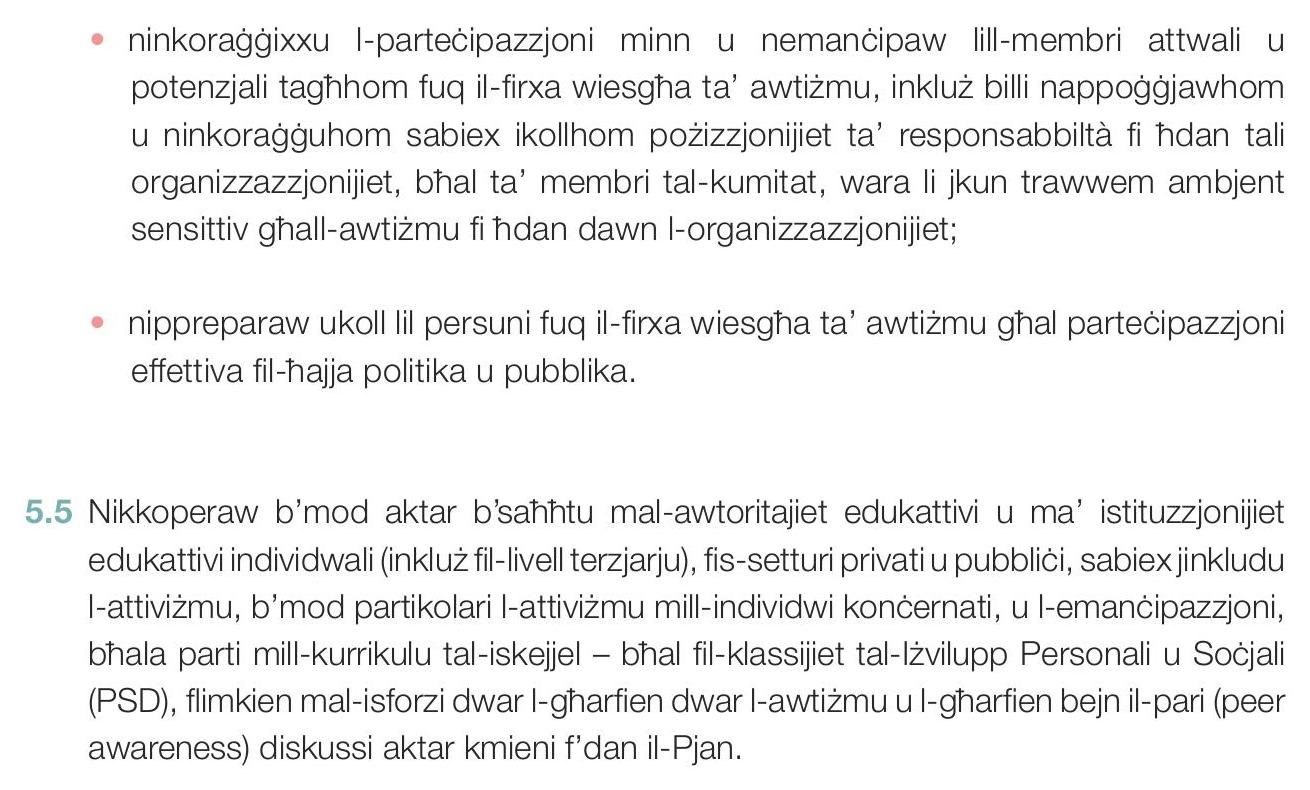 • ninkoraġġixxu l-parteċipazzjoni minn u nemanċipaw lill-membri attwali u
potenzjali tagħhom fuq il-firxa wiesgħa ta’ awtiżmu, inkluż billi nappoġġjawhom
u ninkoraġġuhom sabiex ikollhom pożizzjonijiet ta’ responsabbiltà fi ħdan tali
organizzazzjonijiet, bħal ta’ membri tal-kumitat, wara li jkun trawwem ambjent
sensittiv għall-awtiżmu fi ħdan dawn l-organizzazzjonijiet;
• nippreparaw ukoll lil persuni fuq il-firxa wiesgħa ta’ awtiżmu għal parteċipazzjoni
effettiva fil-ħajja politika u pubblika.
5.5 Nikkoperaw b’mod aktar b’saħħtu mal-awtoritajiet edukattivi u ma’ istituzzjonijiet
edukattivi individwali (inkluż fil-livell terzjarju), fis-setturi privati u pubbliċi, sabiex jinkludu
l-attiviżmu, b’mod partikolari l-attiviżmu mill-individwi konċernati, u l-emanċipazzjoni,
bħala parti mill-kurrikulu tal-iskejjel – bħal fil-klassijiet tal-Iżvilupp Personali u Soċjali
(PSD), flimkien mal-isforzi dwar l-għarfien dwar l-awtiżmu u l-għarfien bejn il-pari (peer
awareness) diskussi aktar kmieni f’dan il-Pjan.